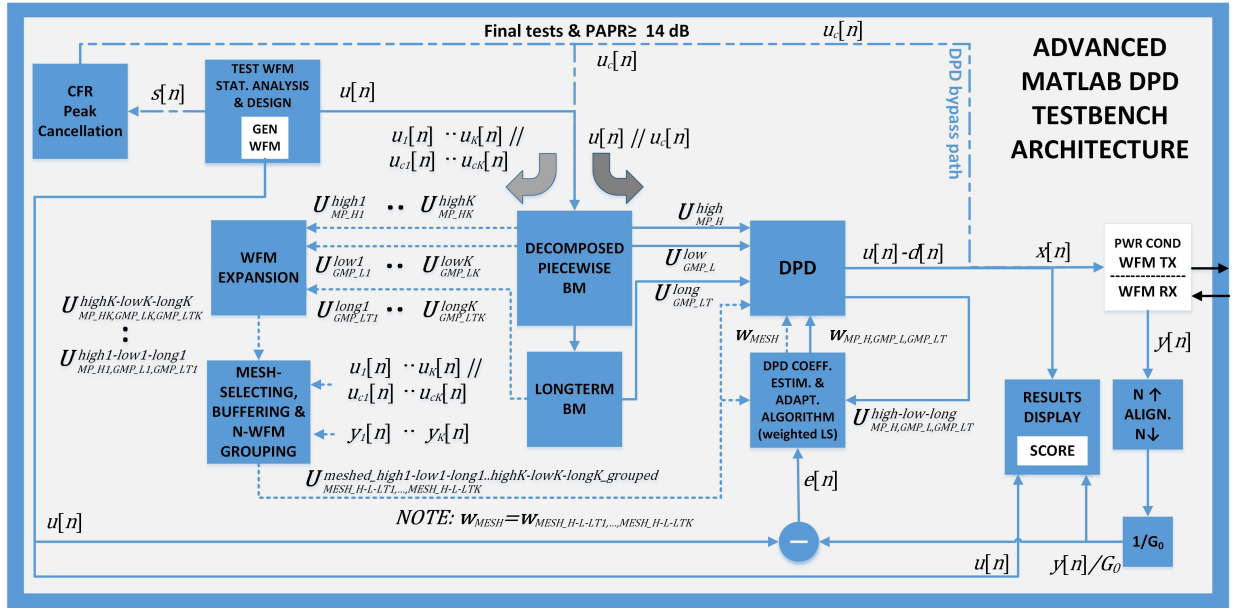 Final tests & PAPR≥ 14 dB
u_c[n]
u_c[n]
ADVANCED
MATLAB DPD
TESTBENCH
ARCHITECTURE
DPD bypass path
CFR
Peak
Cancellation
s[n]
TEST WFM
STAT. ANALYSIS
& DESIGN
GEN
WFM
u[n]
u_1[n] ··u_K[n] //
u_c1[n] ··u_cK[n]
u[n] // u_c[n]
U^high1_MP_H1 ·· U^highK_MP_HK
U^low1_GMP_L1 ·· U^lowK_GMP_LK
U^long1_GMP_LT1 ·· U^longK_GMP_LTK
WFM
EXPANSION
DECOMPOSED
PIECEWISE
BM
U^high_MP_H
U^low_GMP_L
U^long_GMP_LT
DPD
u[n]-d[n]
x[n]
PWR COND
WFM TX
WFM RX
U^highK-lowK-longK_MP_HK,GMP_LK,GMP_LTK
:
U^high1-low1-long1_MP_H1,GMP_L1,GMP_LT1
MESH-
SELECTING,
BUFFERING &
N-WFM
GROUPING
u_1[n] ··u_K[n] //
u_c1[n] ··u_cK[n]
y_1[n] ·· y_K[n]
LONGTERM
BM
w_MESH
w_MP_H,GMP_L,GMP_LT
DPD COEFF.
ESTIM. &
ADAPT.
ALGORITHM
(weighted LS)
U^high-low-long_MP_H,GMP_L,GMP_LT
y[n]
RESULTS
DISPLAY
SCORE
N ↑
ALIGN.
N↓
U^meshed_high1-low1-long1..highK-lowK-longK_grouped_MESH_H-L-LT1,...,MESH_H-L-LTK
e[n]
NOTE: w_MESH=w_MESH_H-L-LT1,...,MESH_H-L-LTK
u[n]
−
1/G_0
u[n]
y[n]/G_0